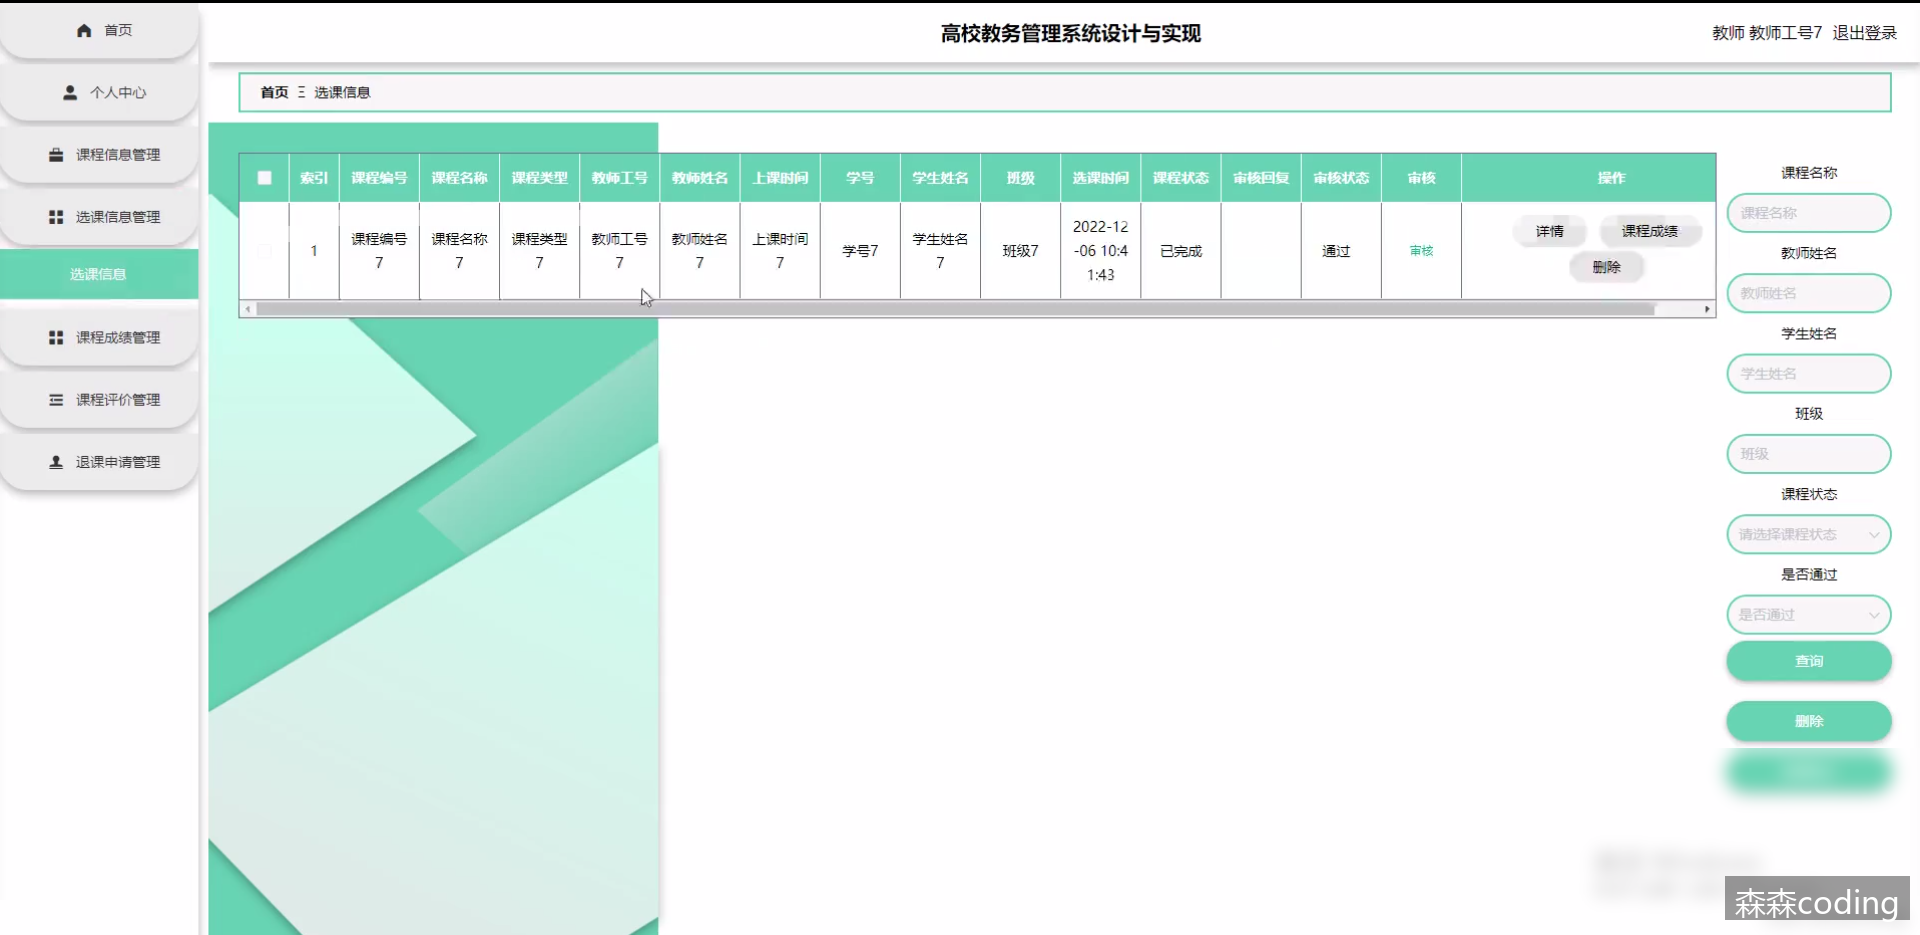 首页
个人中心
课程信息管理
选课信息管理
选课信息
课程成绩管理
课程评价管理
退课申请管理
高校教务管理系统设计与实现
教师 教师工号7 退出登录
首页 Ξ 选课信息
索引 课程编号 课程名称 课程类型 教师工号 教师姓名 上课时间 学号 学生姓名 班级 选课时间 课程状态 审核回复 审核状态 审核 操作
1 课程编号7 课程名称7 课程类型7 教师工号7 教师姓名7 上课时间7 学号7 学生姓名7 班级7 2022-12-06 10:41:43 已完成 通过 审核 详情 课程成绩 删除
课程名称
课程名称
教师姓名
教师姓名
学生姓名
学生姓名
班级
班级
课程状态
请选择课程状态
是否通过
是否通过
查询
删除
森森coding